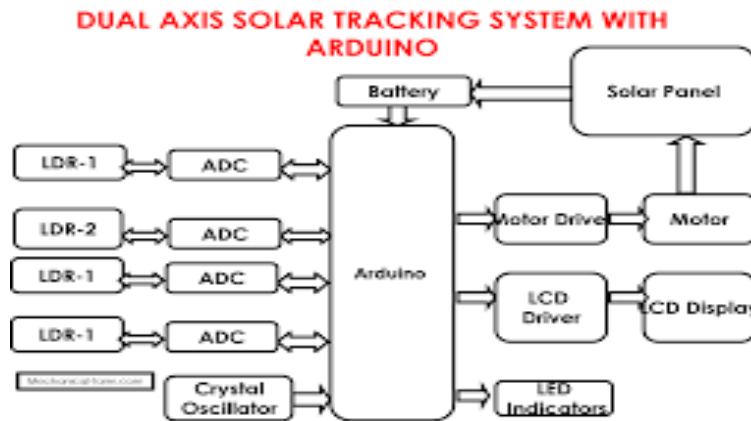 DUAL AXIS SOLAR TRACKING SYSTEM WITH
ARDUINO
Battery
Solar Panel
LDR-1
ADC
LDR-2
ADC
Motor Drive
Motor
Arduino
LDR-1
ADC
LCD
Driver
LCD Display
LDR-1
ADC
Crystal
Oscillator
LED
Indicators